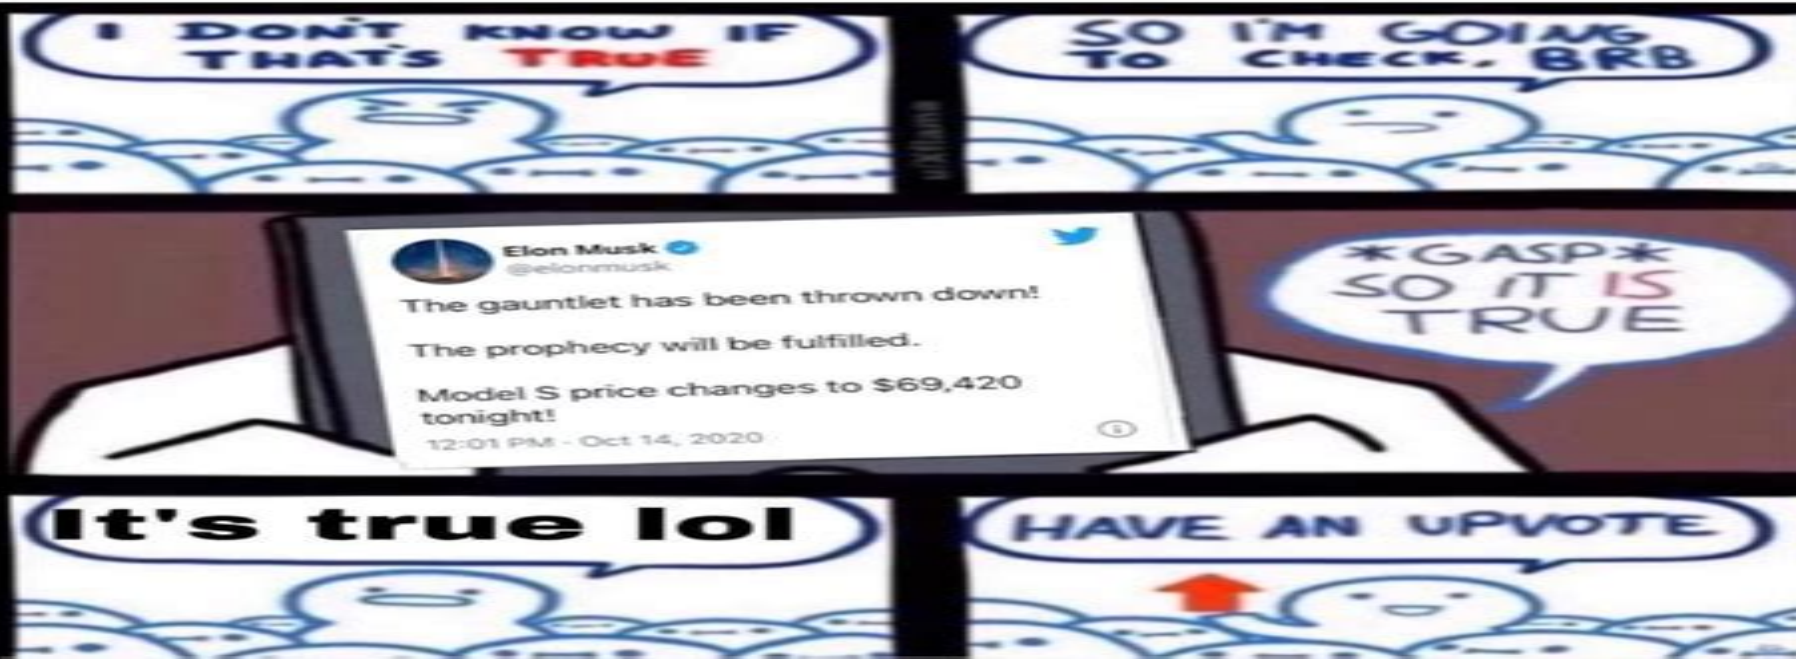 I DON'T KNOW IF
THAT'S TRUE
SO I'M GOING
TO CHECK. BRB
Elon Musk
@elonmusk
The gauntlet has been thrown down!
The prophecy will be fulfilled.
Model S price changes to $69,420
tonight!
12:01 PM · Oct 14, 2020
*GASP*
SO IT IS
TRUE
It's true lol
HAVE AN UPVOTE